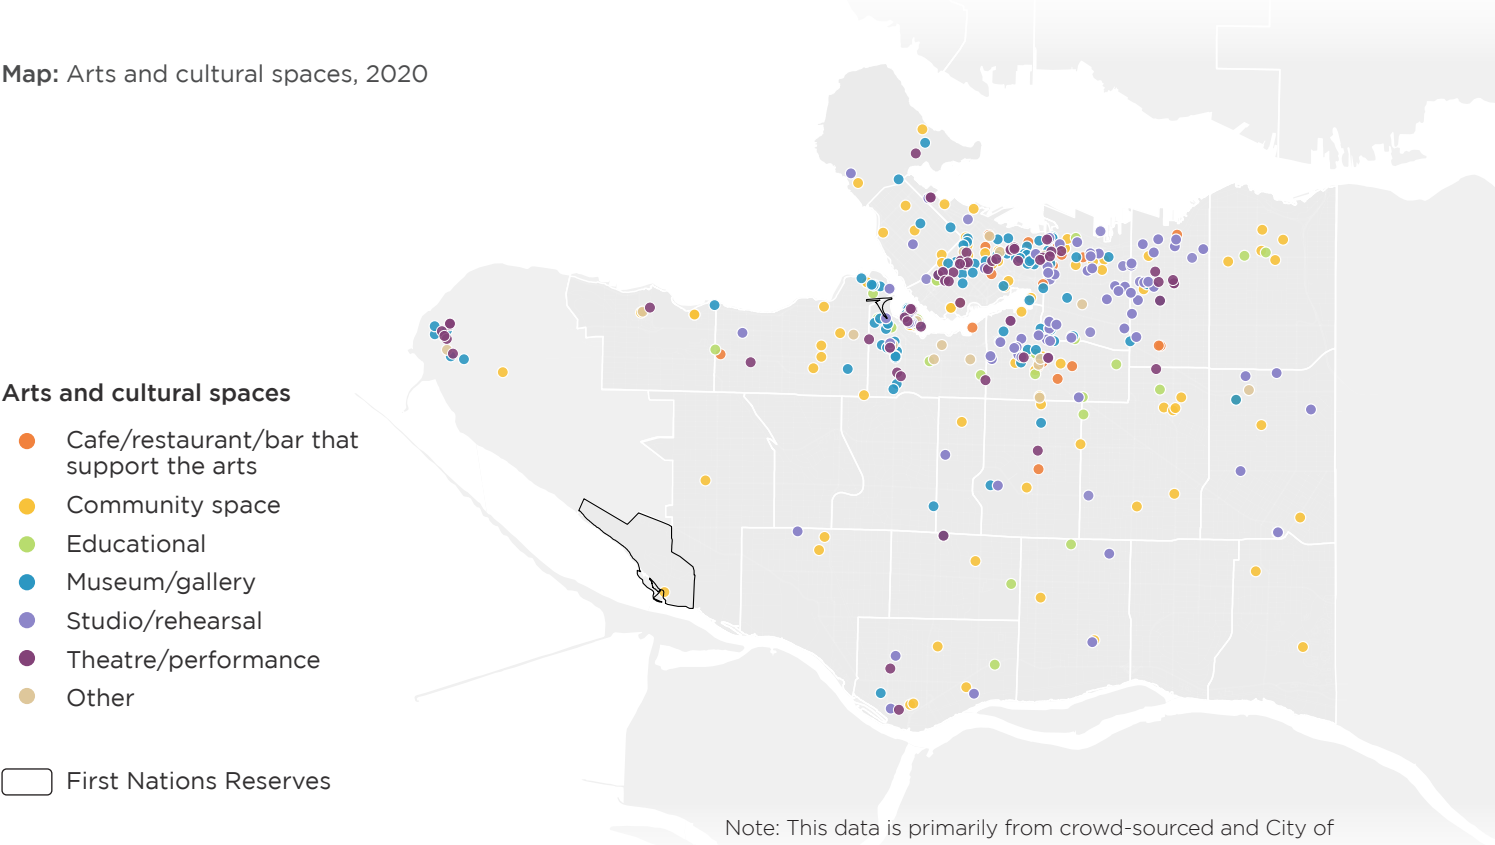 Map: Arts and cultural spaces, 2020
Arts and cultural spaces
Cafe/restaurant/bar that
support the arts
Community space
Educational
Museum/gallery
Studio/rehearsal
Theatre/performance
Other
First Nations Reserves
Note: This data is primarily from crowd-sourced and City of